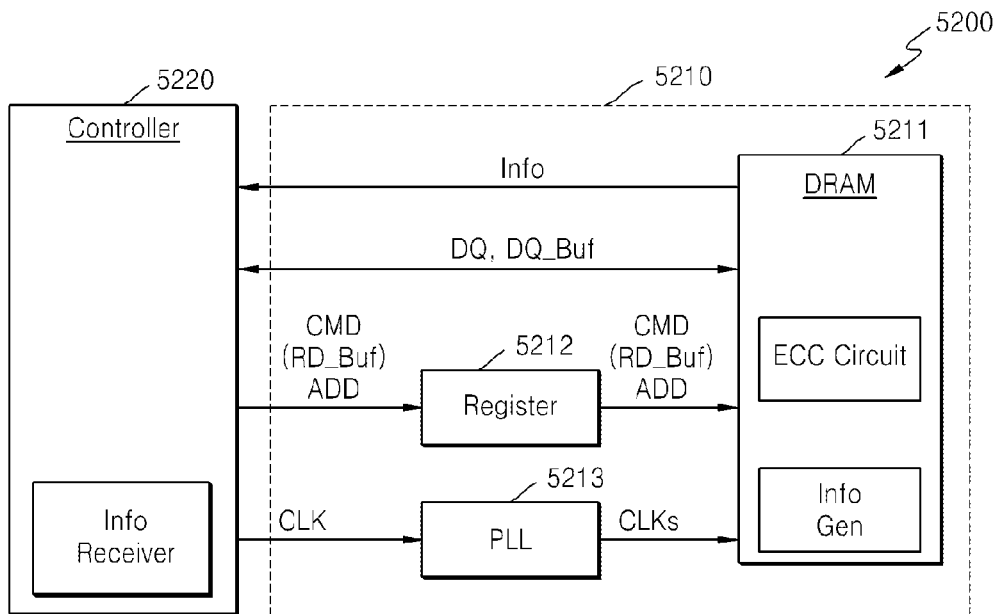 5200
5220
5210
Controller
5211
DRAM
Info
DQ, DQ_Buf
CMD
(RD_Buf)
ADD
5212
CMD
(RD_Buf)
ADD
Register
ECC Circuit
5213
Info
Receiver
CLK
PLL
CLKs
Info
Gen